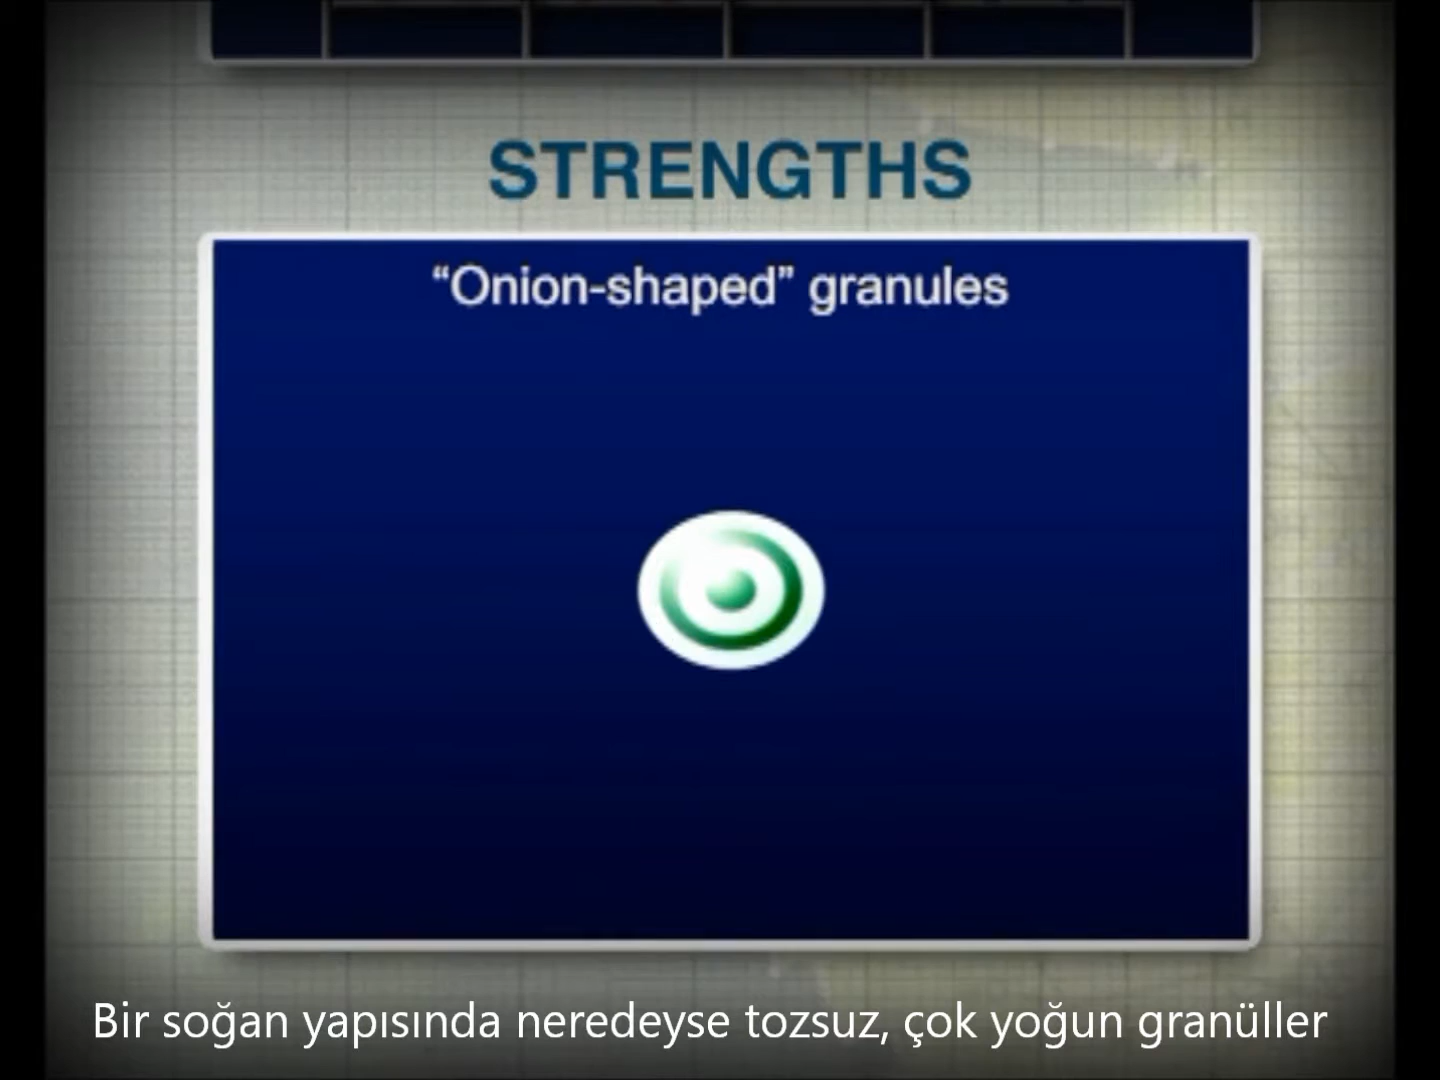 STRENGTHS
“Onion-shaped” granules
Bir soğan yapısında neredeyse tozsuz, çok yoğun granüller